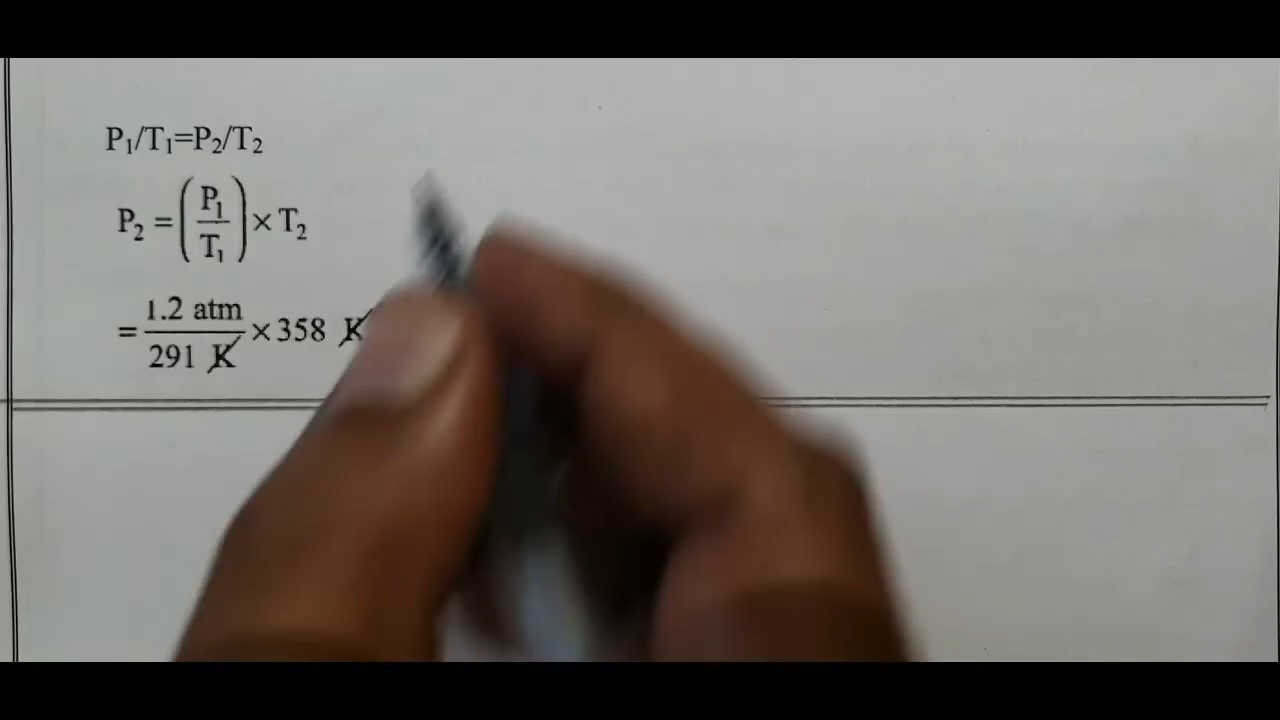 P₁/T₁=P₂/T₂
P₂ = (P₁/T₁) × T₂
= 1.2 atm/291 K × 358 K